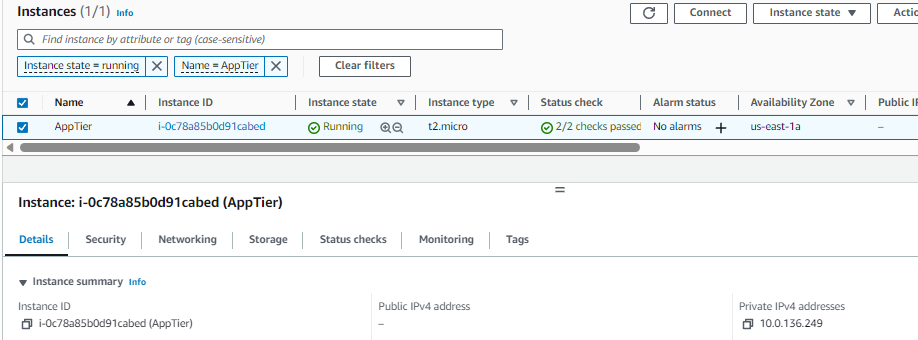 Instances (1/1) Info
Connect
Instance state
Find instance by attribute or tag (case-sensitive)
Instance state = running
Name = AppTier
Clear filters
Name Instance ID Instance state Instance type Status check Alarm status Availability Zone
AppTier i-0c78a85b0d91cabed Running t2.micro 2/2 checks passed No alarms us-east-1a –
Instance: i-0c78a85b0d91cabed (AppTier)
Details Security Networking Storage Status checks Monitoring Tags
Instance summary Info
Instance ID Public IPv4 address Private IPv4 addresses
i-0c78a85b0d91cabed (AppTier) – 10.0.136.249